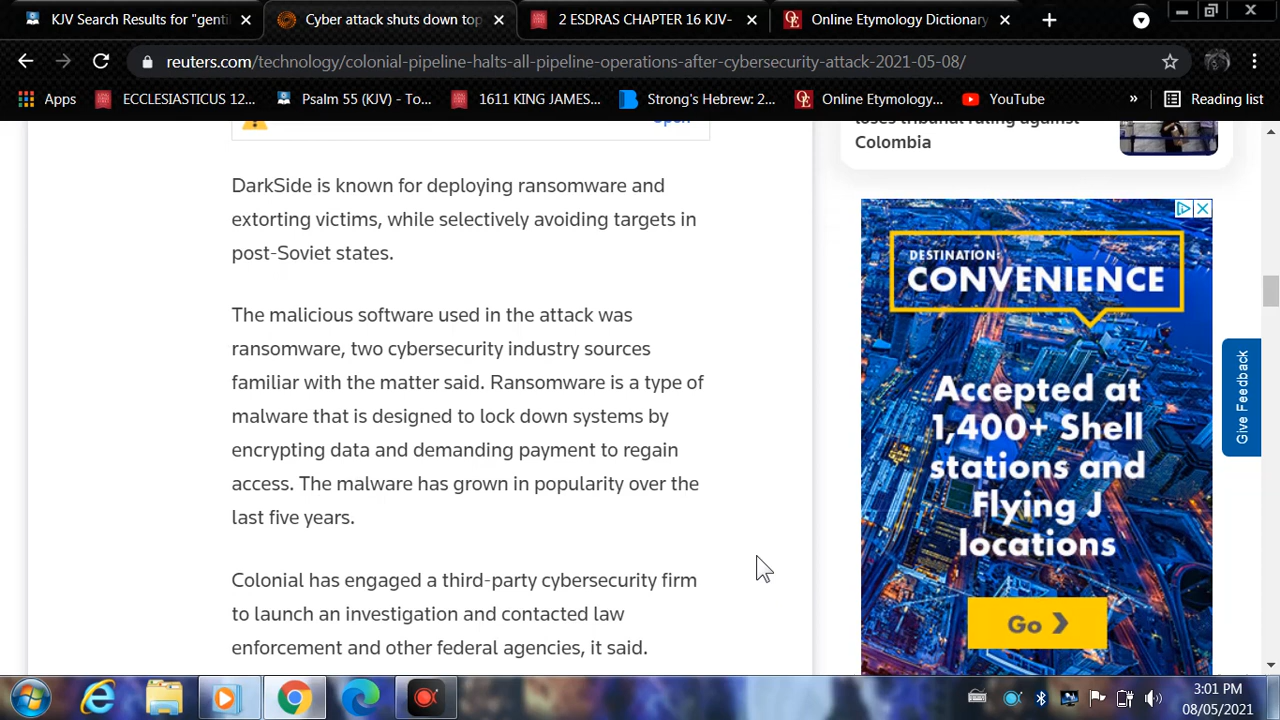 KJV Search Results for "genti
Cyber attack shuts down top
2 ESDRAS CHAPTER 16 KJV-
Online Etymology Dictionary
reuters.com/technology/colonial-pipeline-halts-all-pipeline-operations-after-cybersecurity-attack-2021-05-08/
Apps
ECCLESIASTICUS 12...
Psalm 55 (KJV) - To...
1611 KING JAMES...
Strong's Hebrew: 2...
Online Etymology...
YouTube
»
Reading list
Open
loses tribunal ruling against
Colombia
DarkSide is known for deploying ransomware and
extorting victims, while selectively avoiding targets in
post-Soviet states.
The malicious software used in the attack was
ransomware, two cybersecurity industry sources
familiar with the matter said. Ransomware is a type of
malware that is designed to lock down systems by
encrypting data and demanding payment to regain
access. The malware has grown in popularity over the
last five years.
Colonial has engaged a third-party cybersecurity firm
to launch an investigation and contacted law
enforcement and other federal agencies, it said.
DESTINATION:
CONVENIENCE
Accepted at
1,400+ Shell
stations and
Flying J
locations
Go
Give Feedback
3:01 PM
08/05/2021